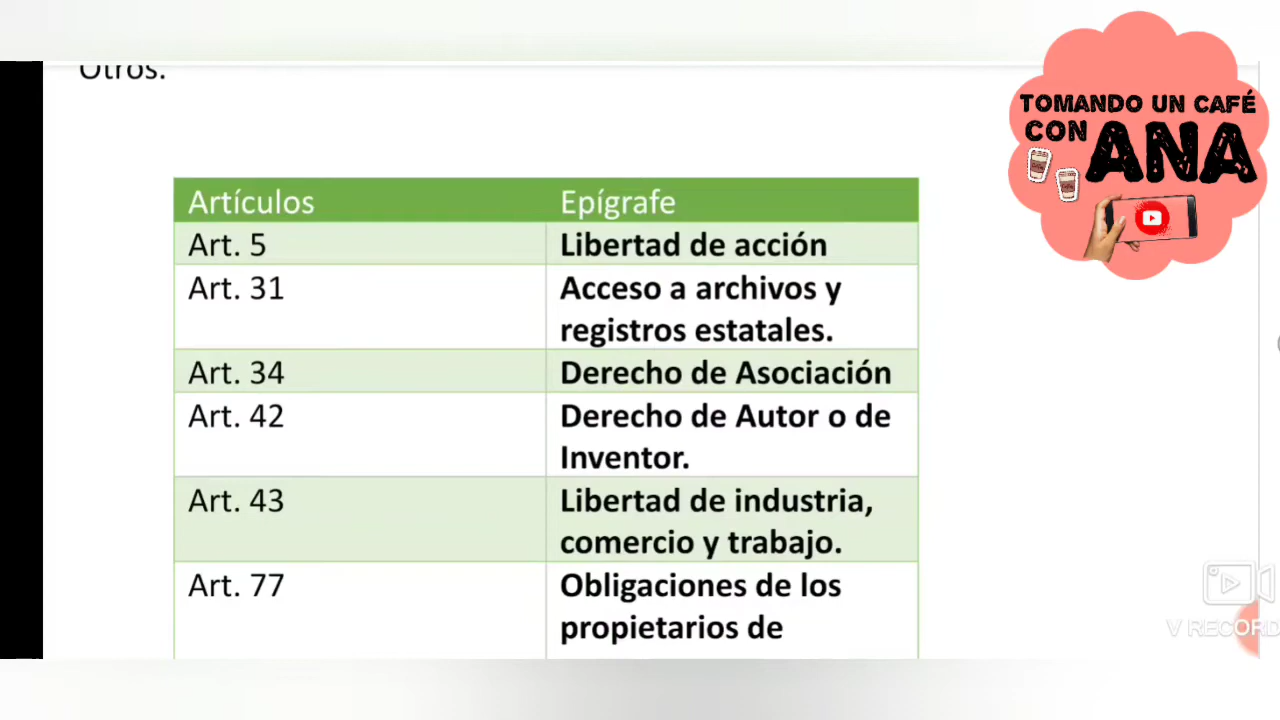 Otros.
TOMANDO UN CAFÉ
CON ANA
Artículos Epígrafe
Art. 5 Libertad de acción
Art. 31 Acceso a archivos y
registros estatales.
Art. 34 Derecho de Asociación
Art. 42 Derecho de Autor o de
Inventor.
Art. 43 Libertad de industria,
comercio y trabajo.
Art. 77 Obligaciones de los
propietarios de
V RECORD